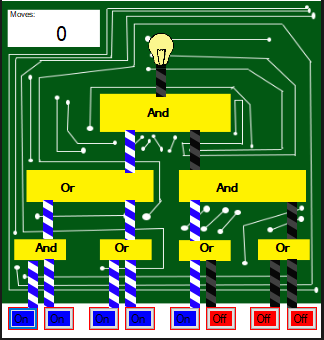 Moves:
0
And
Or And
And Or Or Or
On On On On On Off Off Off